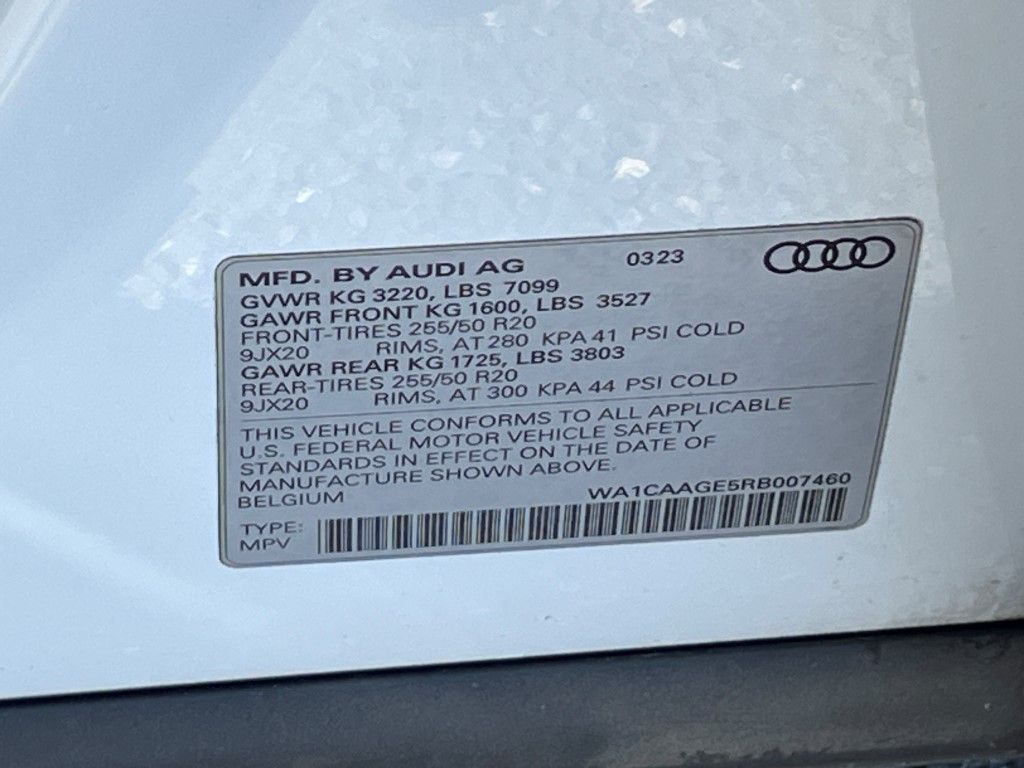 MFD. BY AUDI AG 0323
GVWR KG 3220, LBS 7099
GAWR FRONT KG 1600, LBS 3527
FRONT-TIRES 255/50 R20
9JX20 RIMS, AT 280 KPA 41 PSI COLD
GAWR REAR KG 1725, LBS 3803
REAR-TIRES 255/50 R20
9JX20 RIMS, AT 300 KPA 44 PSI COLD
THIS VEHICLE CONFORMS TO ALL APPLICABLE
U.S. FEDERAL MOTOR VEHICLE SAFETY
STANDARDS IN EFFECT ON THE DATE OF
MANUFACTURE SHOWN ABOVE.
BELGIUM WA1CAAGE5RB007460
TYPE:
MPV